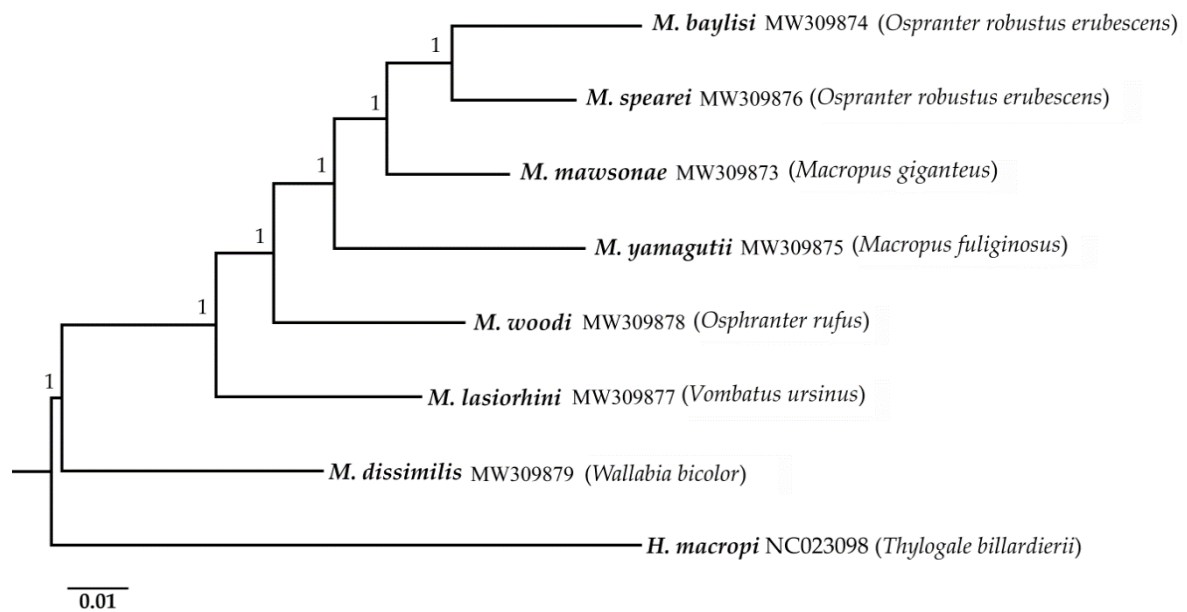 M. baylisi MW309874 (Ospranter robustus erubescens)
1
M. spearei MW309876 (Ospranter robustus erubescens)
1
M. mawsonae MW309873 (Macropus giganteus)
1
M. yamagutii MW309875 (Macropus fuliginosus)
1
M. woodi MW309878 (Osphranter rufus)
1
M. lasiorhini MW309877 (Vombatus ursinus)
1
M. dissimilis MW309879 (Wallabia bicolor)
H. macropi NC023098 (Thylogale billardierii)
0.01